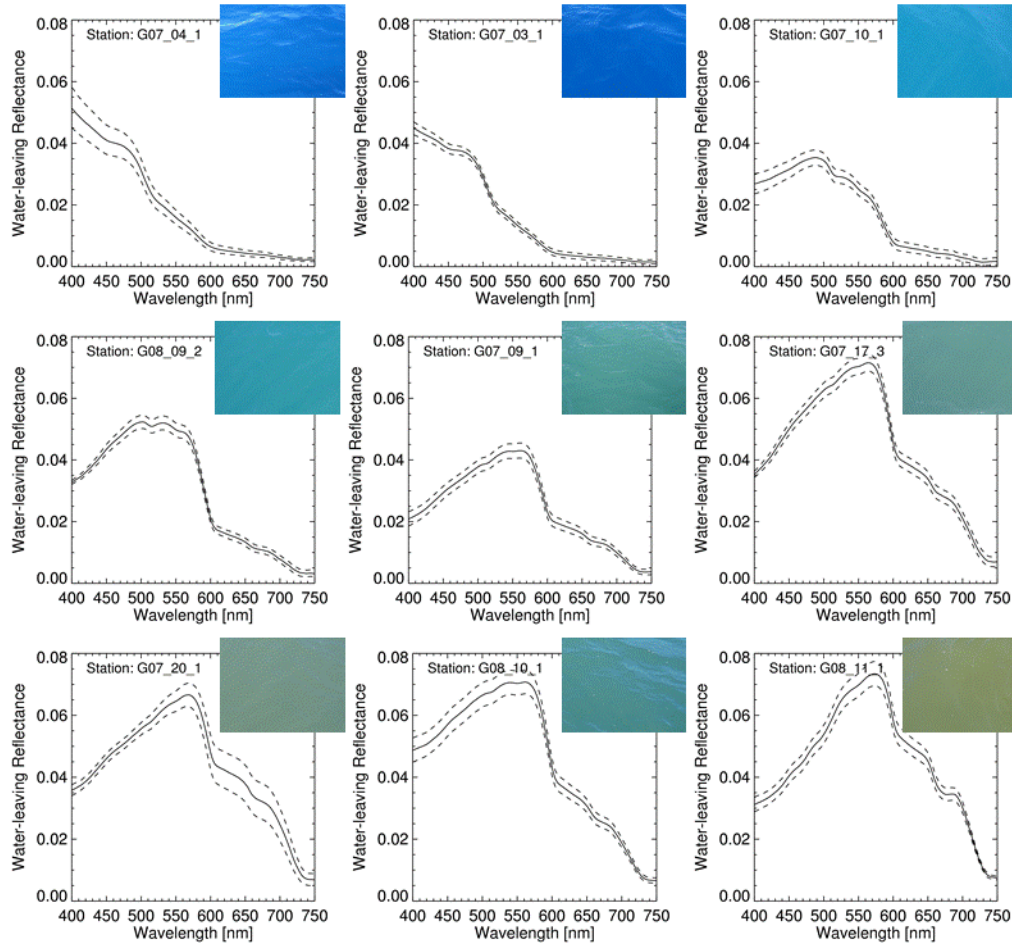 0.08
Station: G07_04_1
0.06
0.04
0.02
0.00
Water-leaving Reflectance
400 450 500 550 600 650 700 750
Wavelength [nm]
0.08
Station: G07_03_1
0.06
0.04
0.02
0.00
Water-leaving Reflectance
400 450 500 550 600 650 700 750
Wavelength [nm]
0.08
Station: G07_10_1
0.06
0.04
0.02
0.00
Water-leaving Reflectance
400 450 500 550 600 650 700 750
Wavelength [nm]
0.08
Station: G08_09_2
0.06
0.04
0.02
0.00
Water-leaving Reflectance
400 450 500 550 600 650 700 750
Wavelength [nm]
0.08
Station: G07_09_1
0.06
0.04
0.02
0.00
Water-leaving Reflectance
400 450 500 550 600 650 700 750
Wavelength [nm]
0.08
Station: G07_17_3
0.06
0.04
0.02
0.00
Water-leaving Reflectance
400 450 500 550 600 650 700 750
Wavelength [nm]
0.08
Station: G07_20_1
0.06
0.04
0.02
0.00
Water-leaving Reflectance
400 450 500 550 600 650 700 750
Wavelength [nm]
0.08
Station: G08_10_1
0.06
0.04
0.02
0.00
Water-leaving Reflectance
400 450 500 550 600 650 700 750
Wavelength [nm]
0.08
Station: G08_11_1
0.06
0.04
0.02
0.00
Water-leaving Reflectance
400 450 500 550 600 650 700 750
Wavelength [nm]